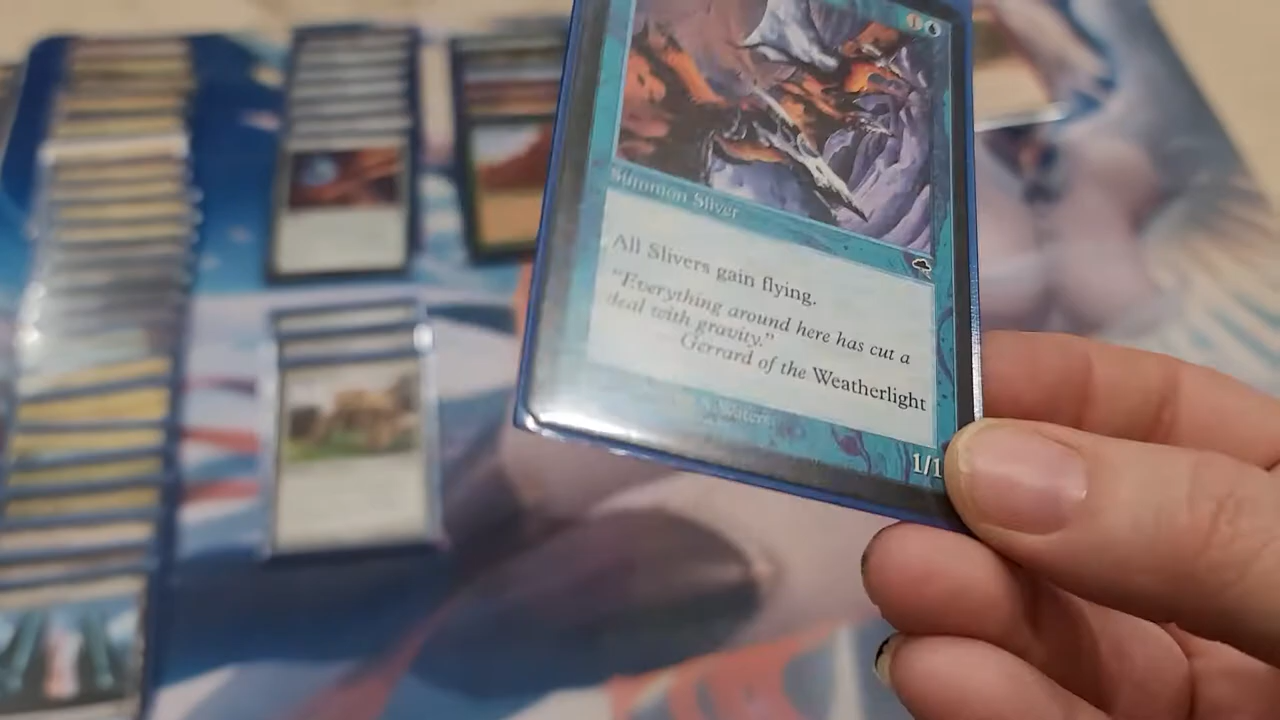 1
Summon Sliver
All Slivers gain flying.
"Everything around here has cut a
deal with gravity."
Gerrard of the Weatherlight
1/1